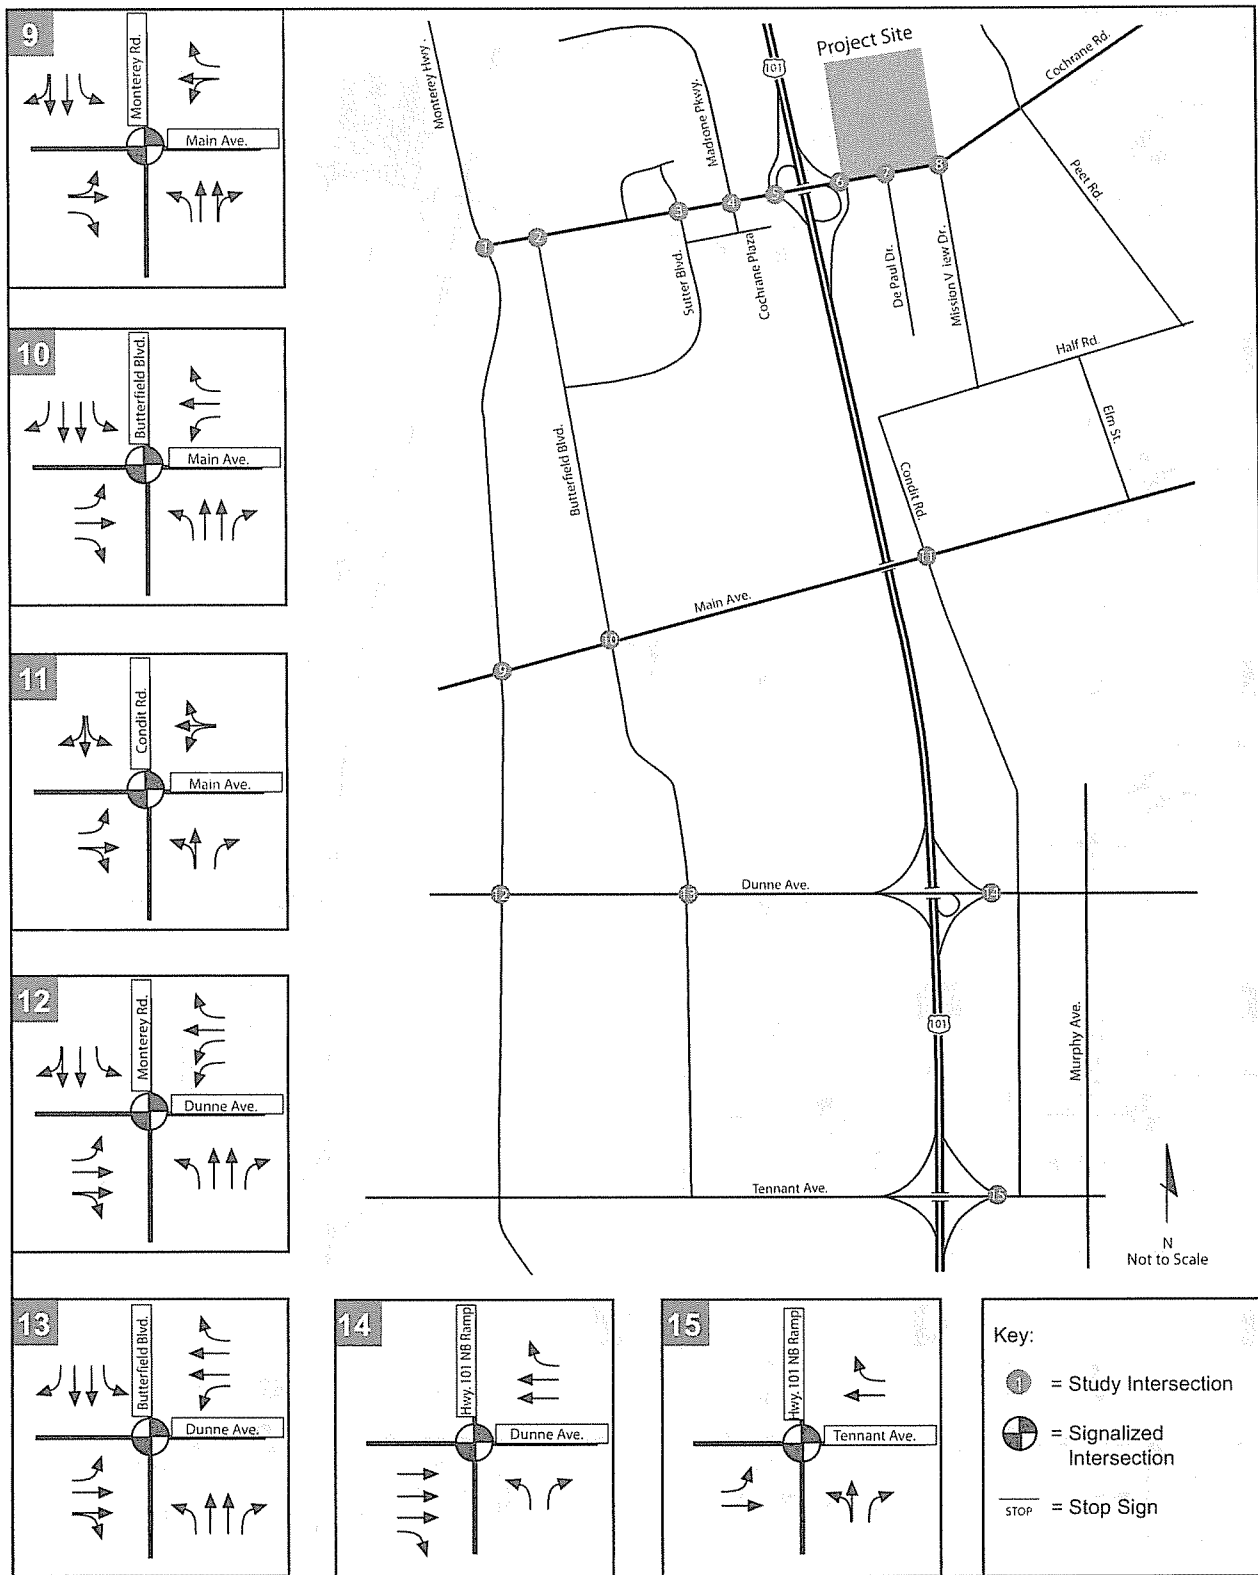 9
Monterey Rd.
Main Ave.
10
Butterfield Blvd.
Main Ave.
11
Condit Rd.
Main Ave.
12
Monterey Rd.
Dunne Ave.
13
Butterfield Blvd.
Dunne Ave.
14
Hwy. 101 NB Ramp
Dunne Ave.
15
Hwy. 101 NB Ramp
Tennant Ave.
Monterey Hwy.
Madrone Pkwy.
101
Project Site
Cochrane Rd.
Peet Rd.
1
2
3
4
5
6
7
8
Sutter Blvd.
Cochrane Plaza
De Paul Dr.
Mission View Dr.
Half Rd.
Elm St.
Butterfield Blvd.
Condit Rd.
11
Main Ave.
10
9
Dunne Ave.
12
13
14
101
Murphy Ave.
Tennant Ave.
15
N
Not to Scale
Key:
1 = Study Intersection
= Signalized
Intersection
STOP = Stop Sign